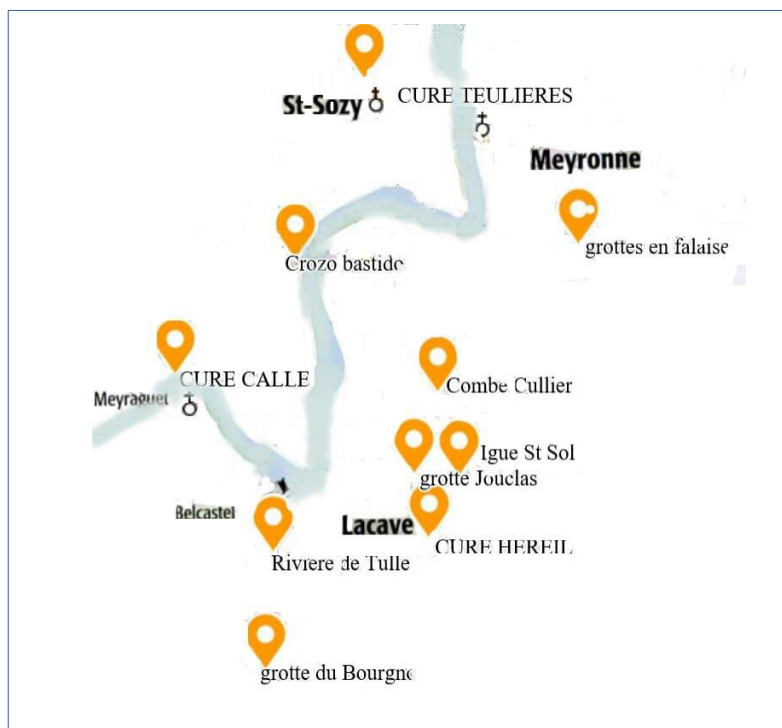 CURE TEULIERES
St-Sozy
Meyronne
grottes en falaise
Crozo bastido
CURE CALLE
Combe Cullier
Meyraguet
Igue St Sol
grotte Jouclas
Belcastel
Lacave
CURE HEREIL
Riviere de Tulle
grotte du Bourgne